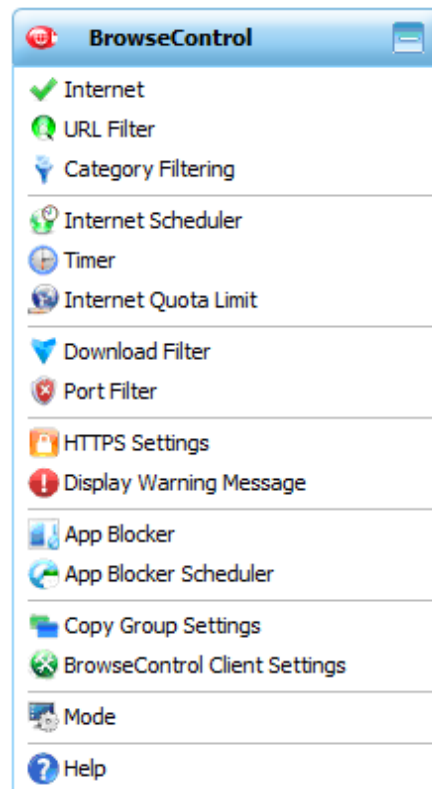 BrowseControl
Internet
URL Filter
Category Filtering
Internet Scheduler
Timer
Internet Quota Limit
Download Filter
Port Filter
HTTPS Settings
Display Warning Message
App Blocker
App Blocker Scheduler
Copy Group Settings
BrowseControl Client Settings
Mode
Help